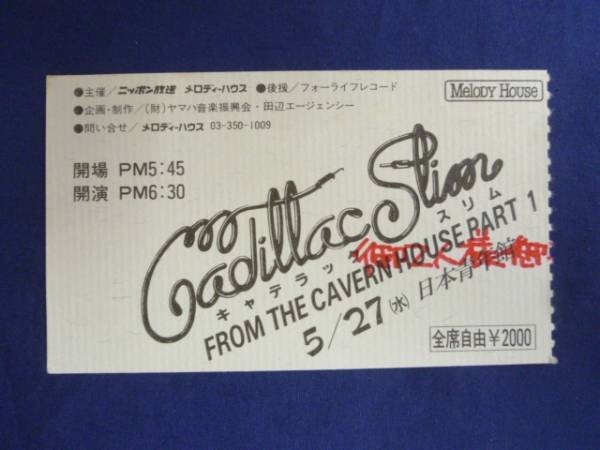 ●主催／ニッポン放送 メロディーハウス ●後援／フォーライフレコード
●企画・制作／(財)ヤマハ音楽振興会・田辺エージェンシー
●問い合せ／メロディーハウス 03-350-1009
Melody House
開場 PM5:45
開演 PM6:30
Cadillac Slim
キャデラック スリム
FROM THE CAVERN HOUSE PART 1
5/27(水) 日本青年館
全席自由¥2000